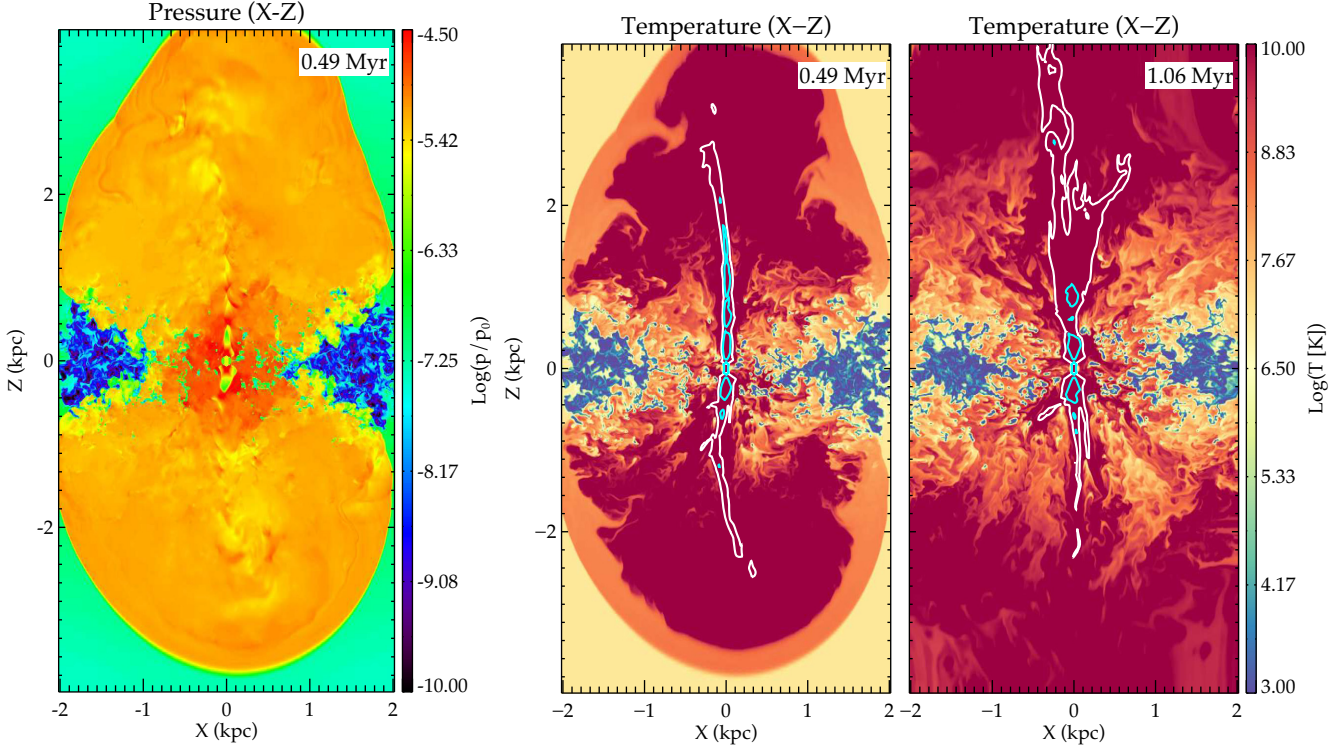 Pressure (X-Z)
0.49 Myr
2
0
-2
Z (kpc)
-2
-1
0
1
2
X (kpc)
-4.50
-5.42
-6.33
-7.25
-8.17
-9.08
-10.00
Log(p / p₀)
Temperature (X−Z)
0.49 Myr
2
0
−2
Z (kpc)
−2
−1
0
1
2
X (kpc)
Temperature (X−Z)
1.06 Myr
−2
−1
0
1
2
X (kpc)
10.00
8.83
7.67
6.50
5.33
4.17
3.00
Log(T [K])